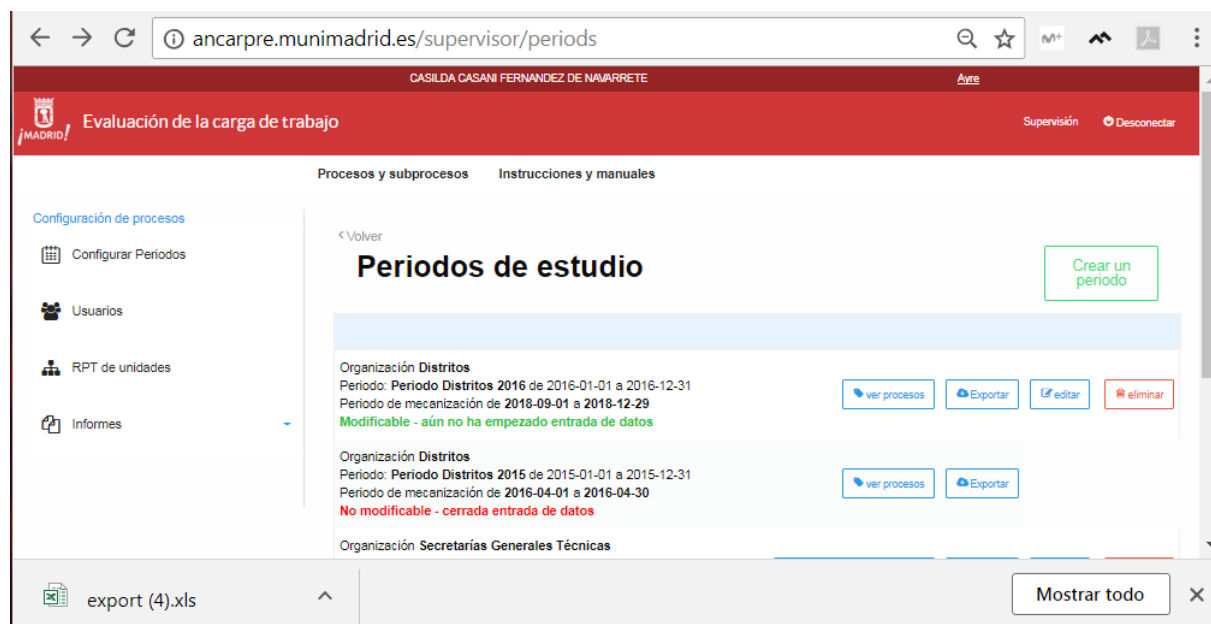 ancarpre.munimadrid.es/supervisor/periods
M+
CASILDA CASANI FERNANDEZ DE NAVARRETE
Ayre
¡MADRID!
Evaluación de la carga de trabajo
Supervisión
Desconectar
Procesos y subprocesos
Instrucciones y manuales
Configuración de procesos
Configurar Periodos
Usuarios
RPT de unidades
Informes
Volver
Periodos de estudio
Crear un
periodo
Organización Distritos
Periodo: Periodo Distritos 2016 de 2016-01-01 a 2016-12-31
Periodo de mecanización de 2018-09-01 a 2018-12-29
Modificable - aún no ha empezado entrada de datos
ver procesos
Exportar
editar
eliminar
Organización Distritos
Periodo: Periodo Distritos 2015 de 2015-01-01 a 2015-12-31
Periodo de mecanización de 2016-04-01 a 2016-04-30
No modificable - cerrada entrada de datos
ver procesos
Exportar
Organización Secretarías Generales Técnicas
export (4).xls
Mostrar todo